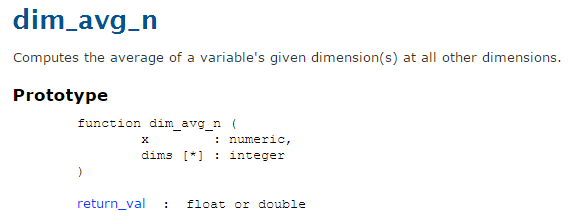 dim_avg_n
Computes the average of a variable's given dimension(s) at all other dimensions.
Prototype
function dim_avg_n (
x : numeric,
dims [*] : integer
)
return_val : float or double